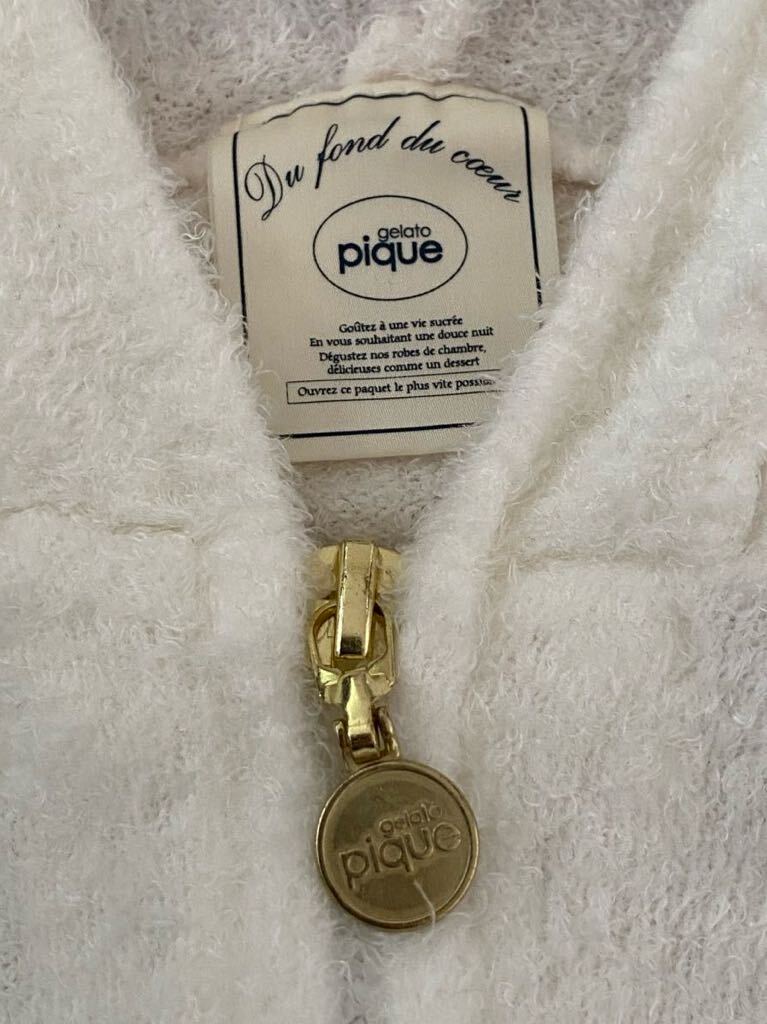 Du fond du cœur
gelato
pique
Goûtez à une vie sucrée
En vous souhaitant une douce nuit
Dégustez nos robes de chambre,
délicieuses comme un dessert
Ouvrez ce paquet le plus vite
gelato
pique